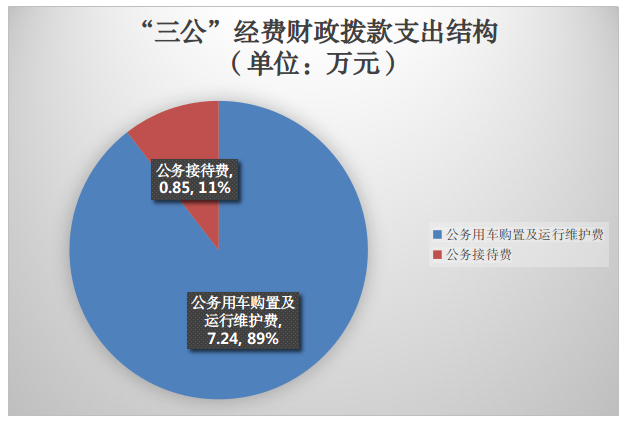 “三公”经费财政拨款支出结构
（单位：万元）
公务接待费,
0.85, 11%
公务用车购置及
运行维护费,
7.24, 89%
公务用车购置及运行维护费
公务接待费